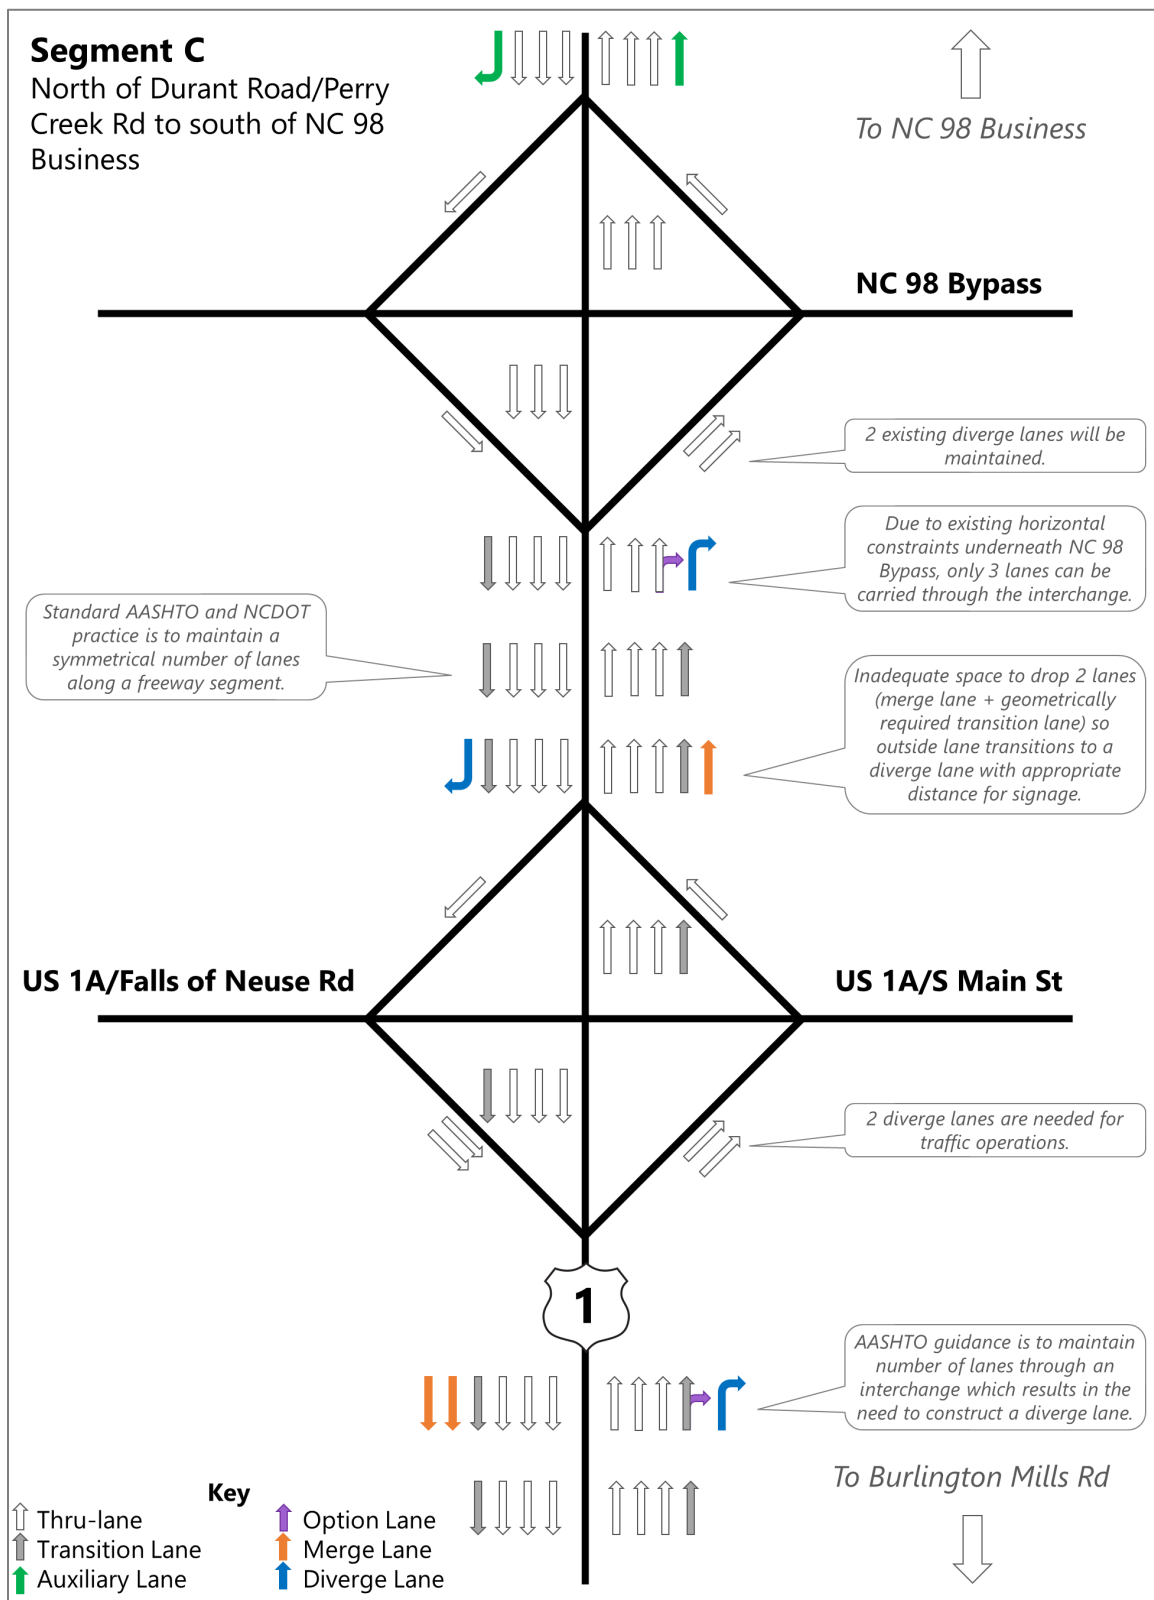 Segment C
North of Durant Road/Perry
Creek Rd to south of NC 98
Business
To NC 98 Business
NC 98 Bypass
2 existing diverge lanes will be
maintained.
Due to existing horizontal
constraints underneath NC 98
Bypass, only 3 lanes can be
carried through the interchange.
Standard AASHTO and NCDOT
practice is to maintain a
symmetrical number of lanes
along a freeway segment.
Inadequate space to drop 2 lanes
(merge lane + geometrically
required transition lane) so
outside lane transitions to a
diverge lane with appropriate
distance for signage.
US 1A/Falls of Neuse Rd
US 1A/S Main St
2 diverge lanes are needed for
traffic operations.
1
AASHTO guidance is to maintain
number of lanes through an
interchange which results in the
need to construct a diverge lane.
To Burlington Mills Rd
Key
Thru-lane
Transition Lane
Auxiliary Lane
Option Lane
Merge Lane
Diverge Lane